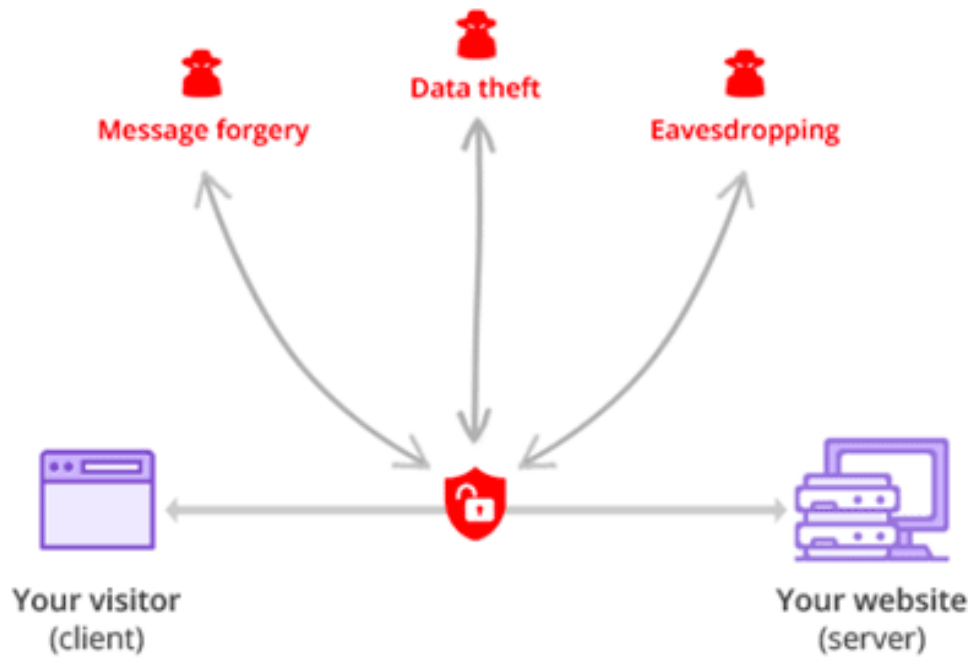 Data theft
Message forgery
Eavesdropping
Your visitor
(client)
Your website
(server)